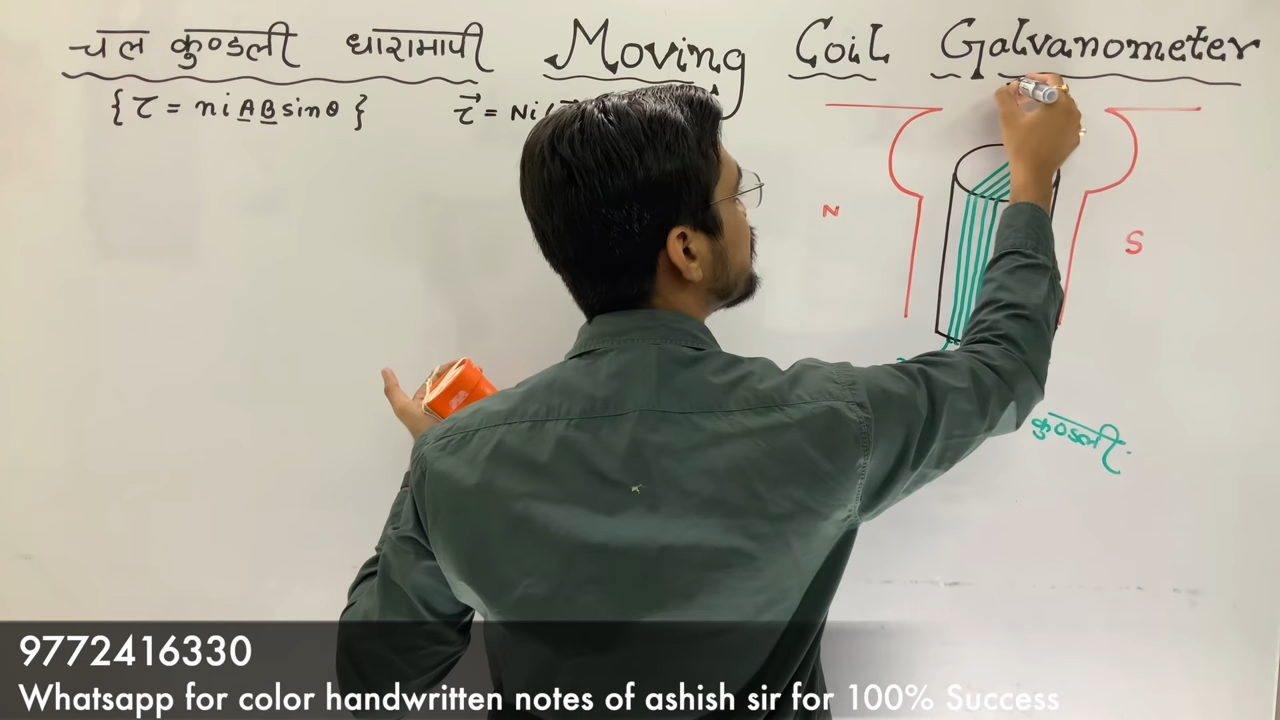 चल कुण्डली धारामापी Moving Coil Galvanometer
{ τ = niABsinθ } τ⃗ = Ni
N
S
कुण्डली
9772416330
Whatsapp for color handwritten notes of ashish sir for 100% Success